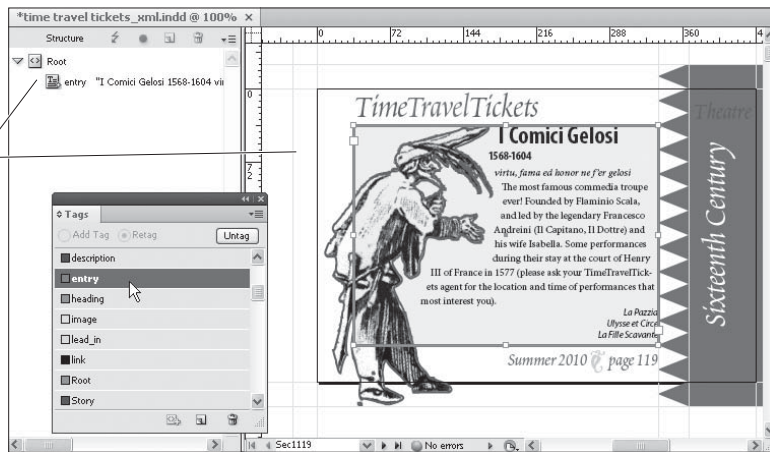 *time travel tickets_xml.indd @ 100% ×
Structure
Root
entry "I Comici Gelosi 1568-1604 vir
Tags
Add Tag Retag Untag
description
entry
heading
image
lead_in
link
Root
Story
0 72 144 216 288 360 4
0
7
2
TimeTravelTickets
Theatre
I Comici Gelosi
1568-1604
virtu, fama ed honor ne f'er gelosi
The most famous commedia troupe
ever! Founded by Flaminio Scala,
and led by the legendary Francesco
Andreini (Il Capitano, Il Dottre) and
his wife Isabella. Some performances
during their stay at the court of Henry
III of France in 1577 (please ask your TimeTravelTick-
ets agent for the location and time of performances that
most interest you).
La Pazzia
Ulysse et Circe
La Fille Scavante
Summer 2010 page 119
Sixteenth Century
Sec1119 No errors